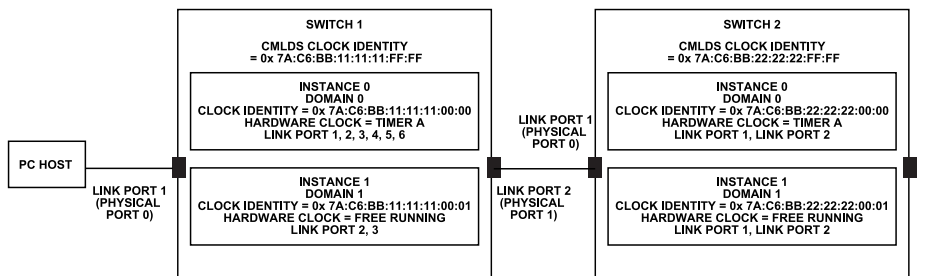 SWITCH 1
CMLDS CLOCK IDENTITY
= 0x 7A:C6:BB:11:11:11:FF:FF
INSTANCE 0
DOMAIN 0
CLOCK IDENTITY = 0x 7A:C6:BB:11:11:11:00:00
HARDWARE CLOCK = TIMER A
LINK PORT 1, 2, 3, 4, 5, 6
PC HOST
LINK PORT 1
(PHYSICAL
PORT 0)
INSTANCE 1
DOMAIN 1
CLOCK IDENTITY = 0x 7A:C6:BB:11:11:11:00:01
HARDWARE CLOCK = FREE RUNNING
LINK PORT 2, 3
LINK PORT 2
(PHYSICAL
PORT 1)
LINK PORT 1
(PHYSICAL
PORT 0)
SWITCH 2
CMLDS CLOCK IDENTITY
= 0x 7A:C6:BB:22:22:22:FF:FF
INSTANCE 0
DOMAIN 0
CLOCK IDENTITY = 0x 7A:C6:BB:22:22:22:00:00
HARDWARE CLOCK = TIMER A
LINK PORT 1, LINK PORT 2
INSTANCE 1
DOMAIN 1
CLOCK IDENTITY = 0x 7A:C6:BB:22:22:22:00:01
HARDWARE CLOCK = FREE RUNNING
LINK PORT 1, LINK PORT 2